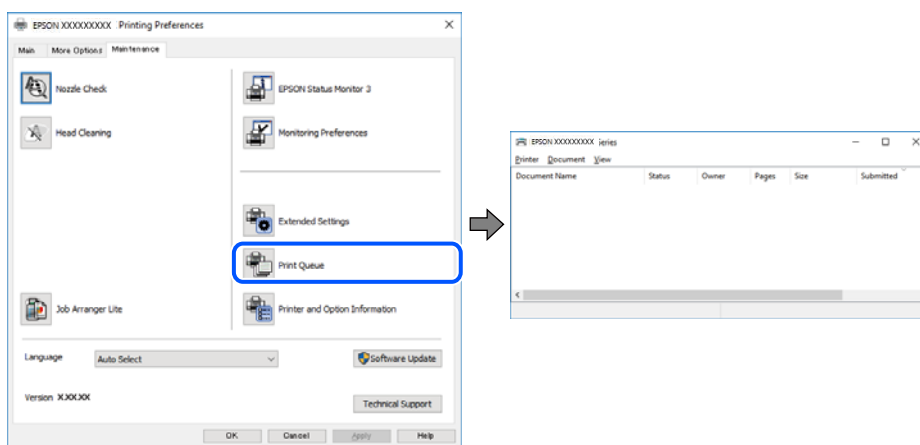 EPSON XXXXXXXXX Printing Preferences
Main More Options Maintenance
Nozzle Check
Head Cleaning
Job Arranger Lite
EPSON Status Monitor 3
Monitoring Preferences
Extended Settings
Print Queue
Printer and Option Information
Language Auto Select Software Update
Version X.XX.XX
Technical Support
OK Cancel Apply Help
EPSON XXXXXXXXX ieries
Printer Document View
Document Name Status Owner Pages Size Submitted